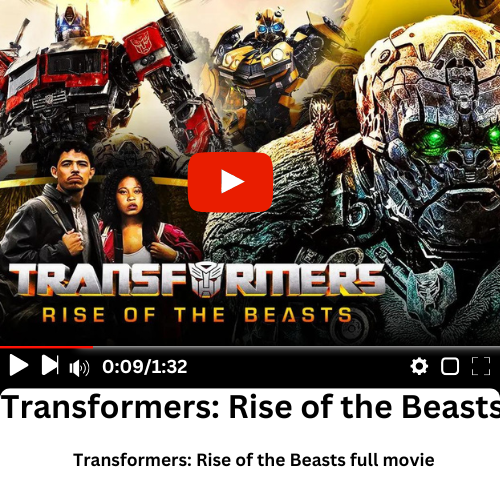 TRANSFORMERS
RISE OF THE BEASTS
0:09/1:32
Transformers: Rise of the Beasts
Transformers: Rise of the Beasts full movie